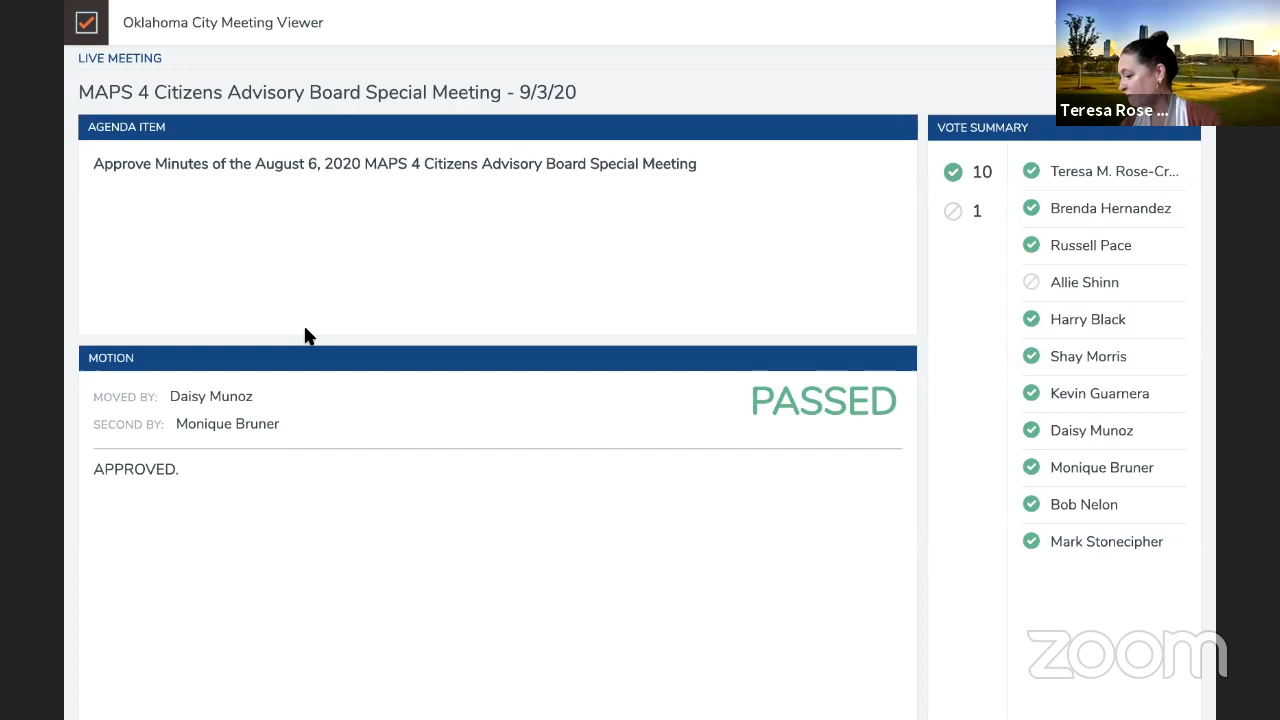 Oklahoma City Meeting Viewer
LIVE MEETING
MAPS 4 Citizens Advisory Board Special Meeting - 9/3/20
AGENDA ITEM
Approve Minutes of the August 6, 2020 MAPS 4 Citizens Advisory Board Special Meeting
MOTION
MOVED BY: Daisy Munoz
SECOND BY: Monique Bruner
PASSED
APPROVED.
Teresa Rose ...
VOTE SUMMARY
10
1
Teresa M. Rose-Cr...
Brenda Hernandez
Russell Pace
Allie Shinn
Harry Black
Shay Morris
Kevin Guarnera
Daisy Munoz
Monique Bruner
Bob Nelon
Mark Stonecipher
zoom